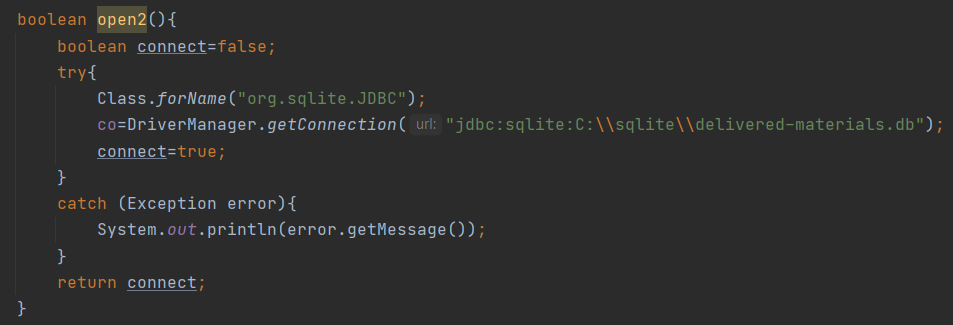 boolean open2(){
    boolean connect=false;
    try{
        Class.forName("org.sqlite.JDBC");
        co=DriverManager.getConnection( url: "jdbc:sqlite:C:\\sqlite\\delivered-materials.db");
        connect=true;
    }
    catch (Exception error){
        System.out.println(error.getMessage());
    }
    return connect;
}